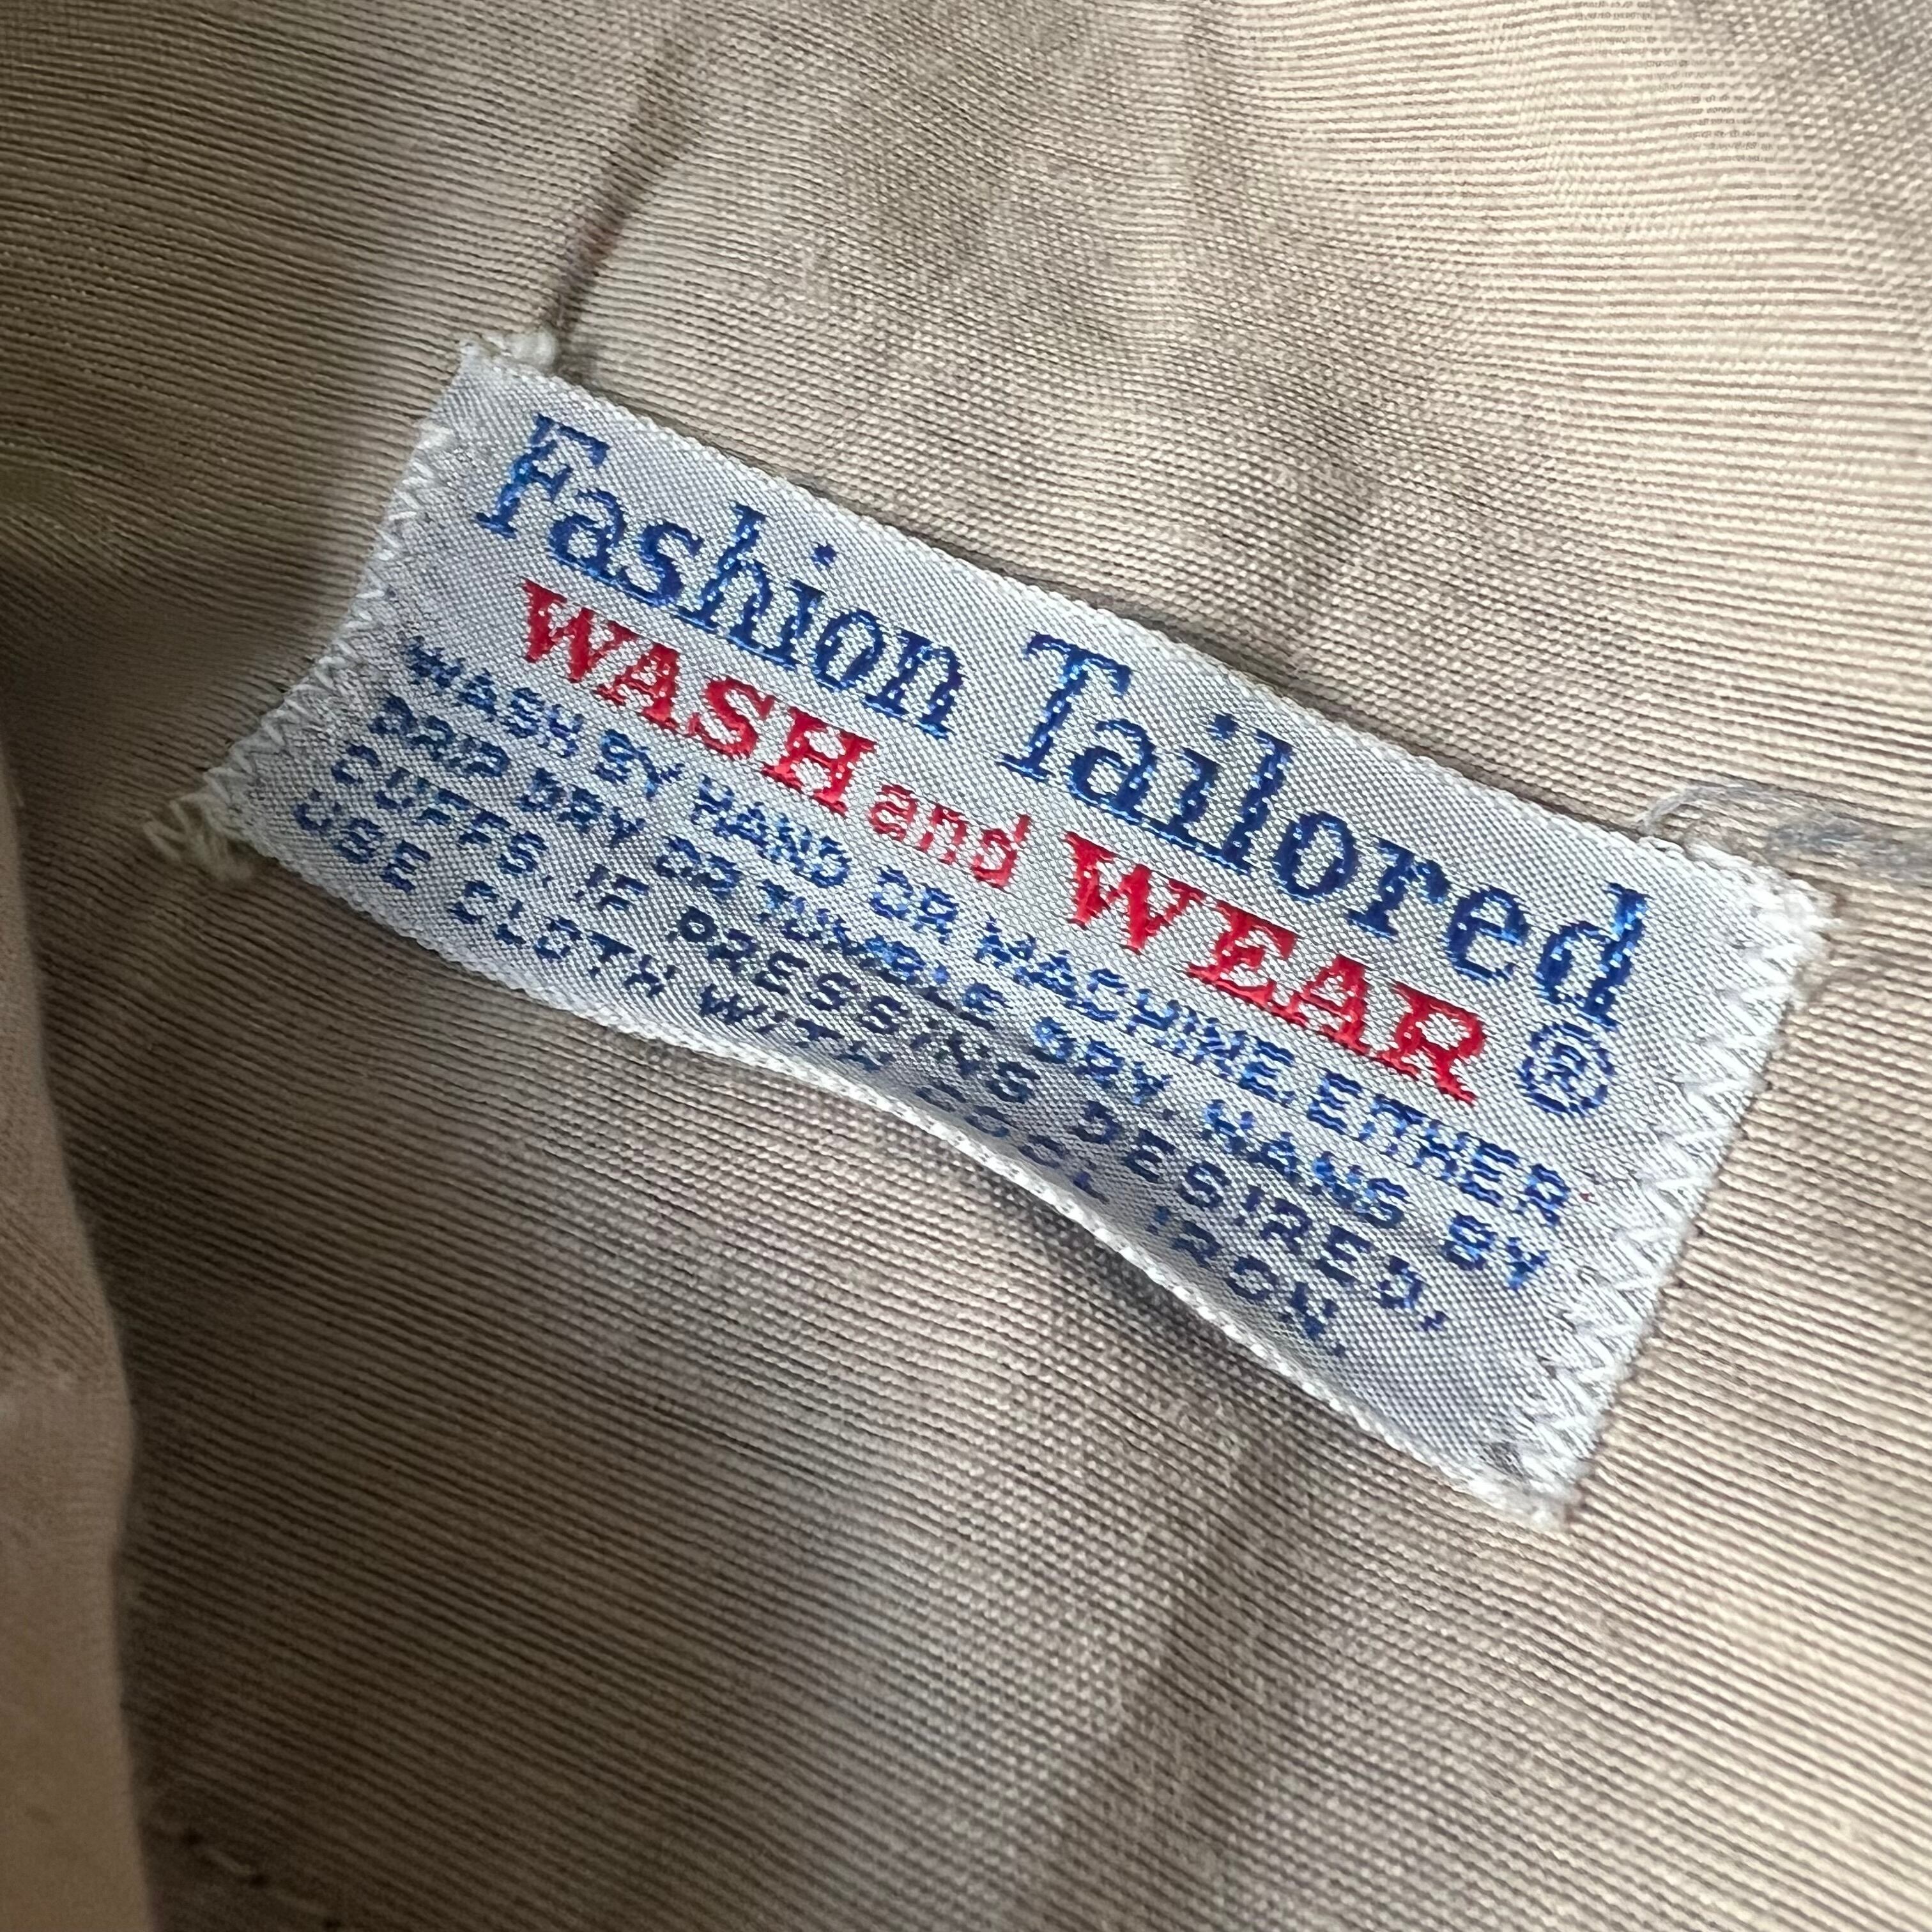 Fashion Tailored
WASH and WEAR ®
WASH BY HAND OR MACHINE. EITHER
DRIP DRY OR TUMBLE DRY. HANG BY
CUFFS. IF PRESSING DESIRED,
USE CLOTH WITH COOL IRON.